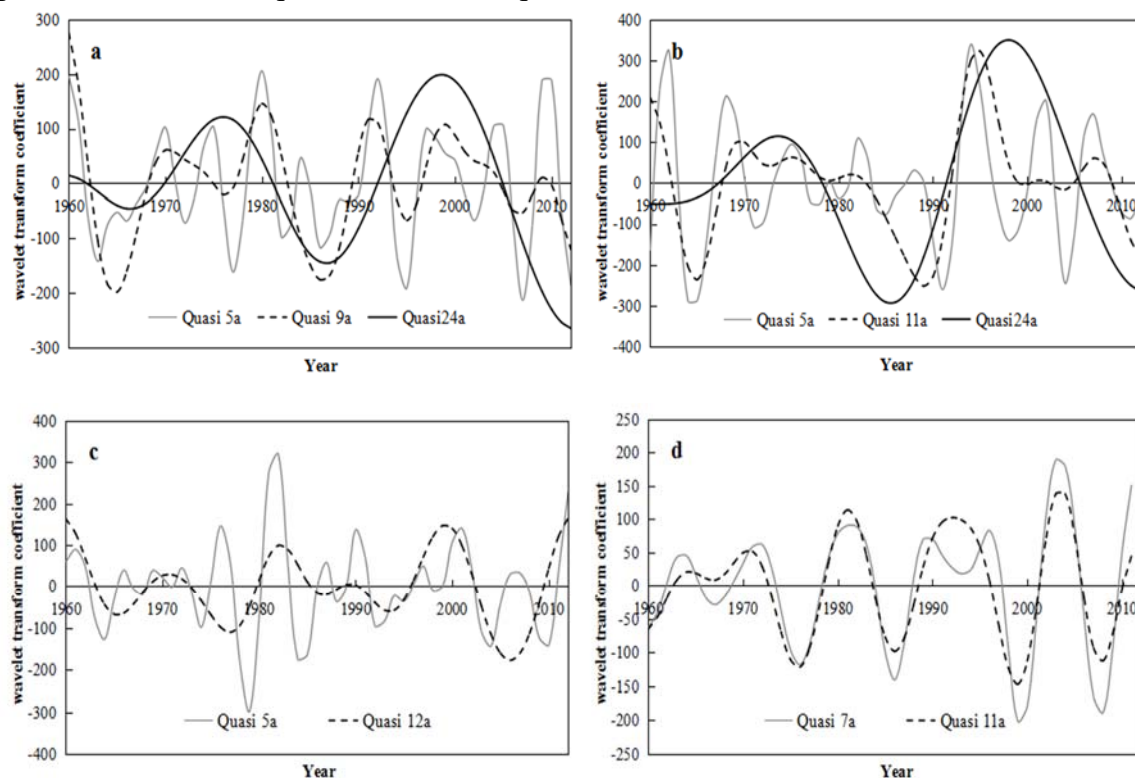 300
200
100
0
-100
-200
-300
1960
1970
1980
1990
2000
2010
a
wavelet transform coefficient
Quasi 5a
Quasi 9a
Quasi24a
Year
400
300
200
100
0
-100
-200
-300
-400
1960
1970
1980
1990
2000
2010
b
wavelet transform coefficient
Quasi 5a
Quasi 11a
Quasi24a
Year
400
300
200
100
0
-100
-200
-300
-400
1960
1970
1980
1990
2000
2010
c
wavelet transform coefficient
Quasi 5a
Quasi 12a
Year
250
200
150
100
50
0
-50
-100
-150
-200
-250
1960
1970
1980
1990
2000
2010
d
wavelet transform coefficient
Quasi 7a
Quasi 11a
Year